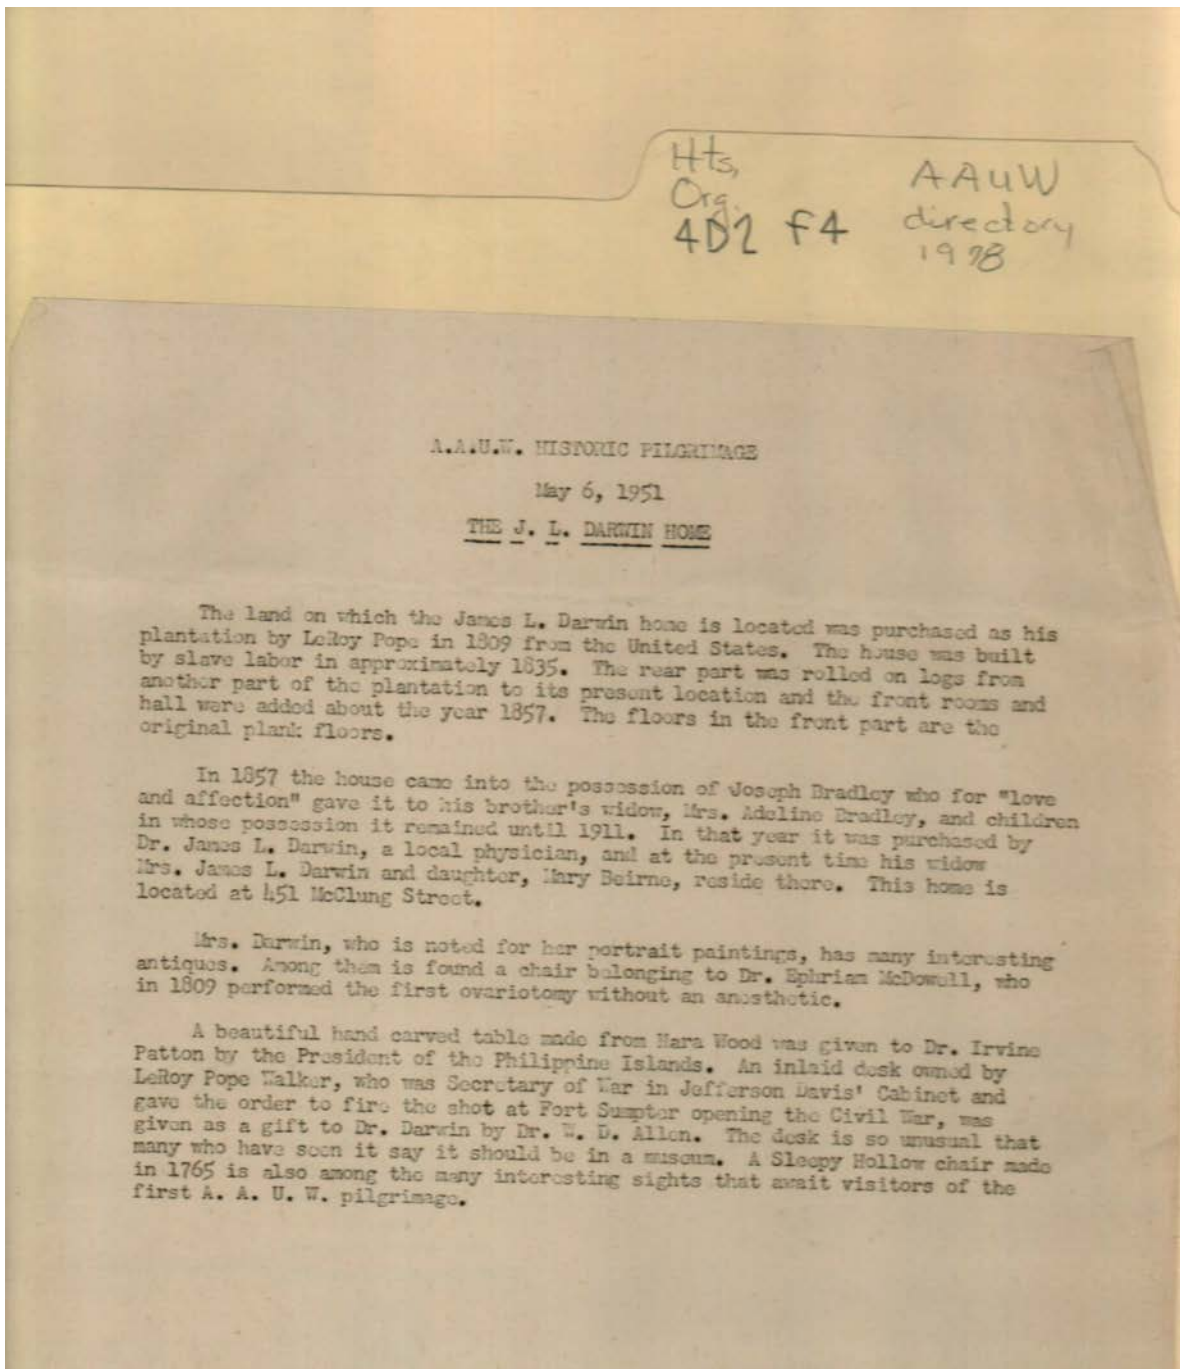 Hts,
Org.
4D2 f4
AAUW
directory
1978
A.A.U.W. HISTORIC PILGRIMAGE
May 6, 1951
THE J. L. DARWIN HOME
The land on which the James L. Darwin home is located was purchased as his
plantation by LeRoy Pope in 1809 from the United States. The house was built
by slave labor in approximately 1835. The rear part was rolled on logs from
another part of the plantation to its present location and the front rooms and
hall were added about the year 1857. The floors in the front part are the
original plank floors.
In 1857 the house came into the possession of Joseph Bradley who for "love
and affection" gave it to his brother's widow, Mrs. Adeline Bradley, and children
in whose possession it remained until 1911. In that year it was purchased by
Dr. James L. Darwin, a local physician, and at the present time his widow
Mrs. James L. Darwin and daughter, Mary Beirne, reside there. This home is
located at 451 McClung Street.
Mrs. Darwin, who is noted for her portrait paintings, has many interesting
antiques. Among them is found a chair belonging to Dr. Ephriam McDowell, who
in 1809 performed the first ovariotomy without an anesthetic.
A beautiful hand carved table made from Nara Wood was given to Dr. Irvine
Patton by the President of the Philippine Islands. An inlaid desk owned by
LeRoy Pope Walker, who was Secretary of War in Jefferson Davis' Cabinet and
gave the order to fire the shot at Fort Sumpter opening the Civil War, was
given as a gift to Dr. Darwin by Dr. W. D. Allen. The desk is so unusual that
many who have seen it say it should be in a museum. A Sleepy Hollow chair made
in 1765 is also among the many interesting sights that await visitors of the
first A. A. U. W. pilgrimage.